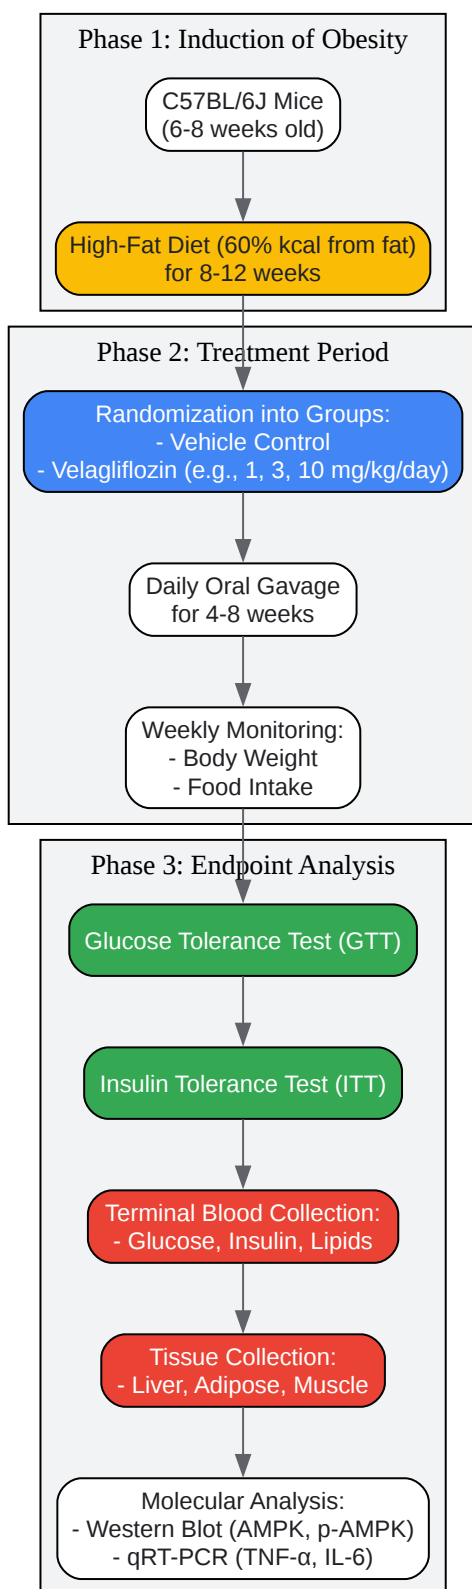 Phase 1: Induction of Obesity
C57BL/6J Mice
(6-8 weeks old)
High-Fat Diet (60% kcal from fat)
for 8-12 weeks
Phase 2: Treatment Period
Randomization into Groups:
- Vehicle Control
- Velagliflozin (e.g., 1, 3, 10 mg/kg/day)
Daily Oral Gavage
for 4-8 weeks
Weekly Monitoring:
- Body Weight
- Food Intake
Phase 3: Endpoint Analysis
Glucose Tolerance Test (GTT)
Insulin Tolerance Test (ITT)
Terminal Blood Collection:
- Glucose, Insulin, Lipids
Tissue Collection:
- Liver, Adipose, Muscle
Molecular Analysis:
- Western Blot (AMPK, p-AMPK)
- qRT-PCR (TNF-α, IL-6)